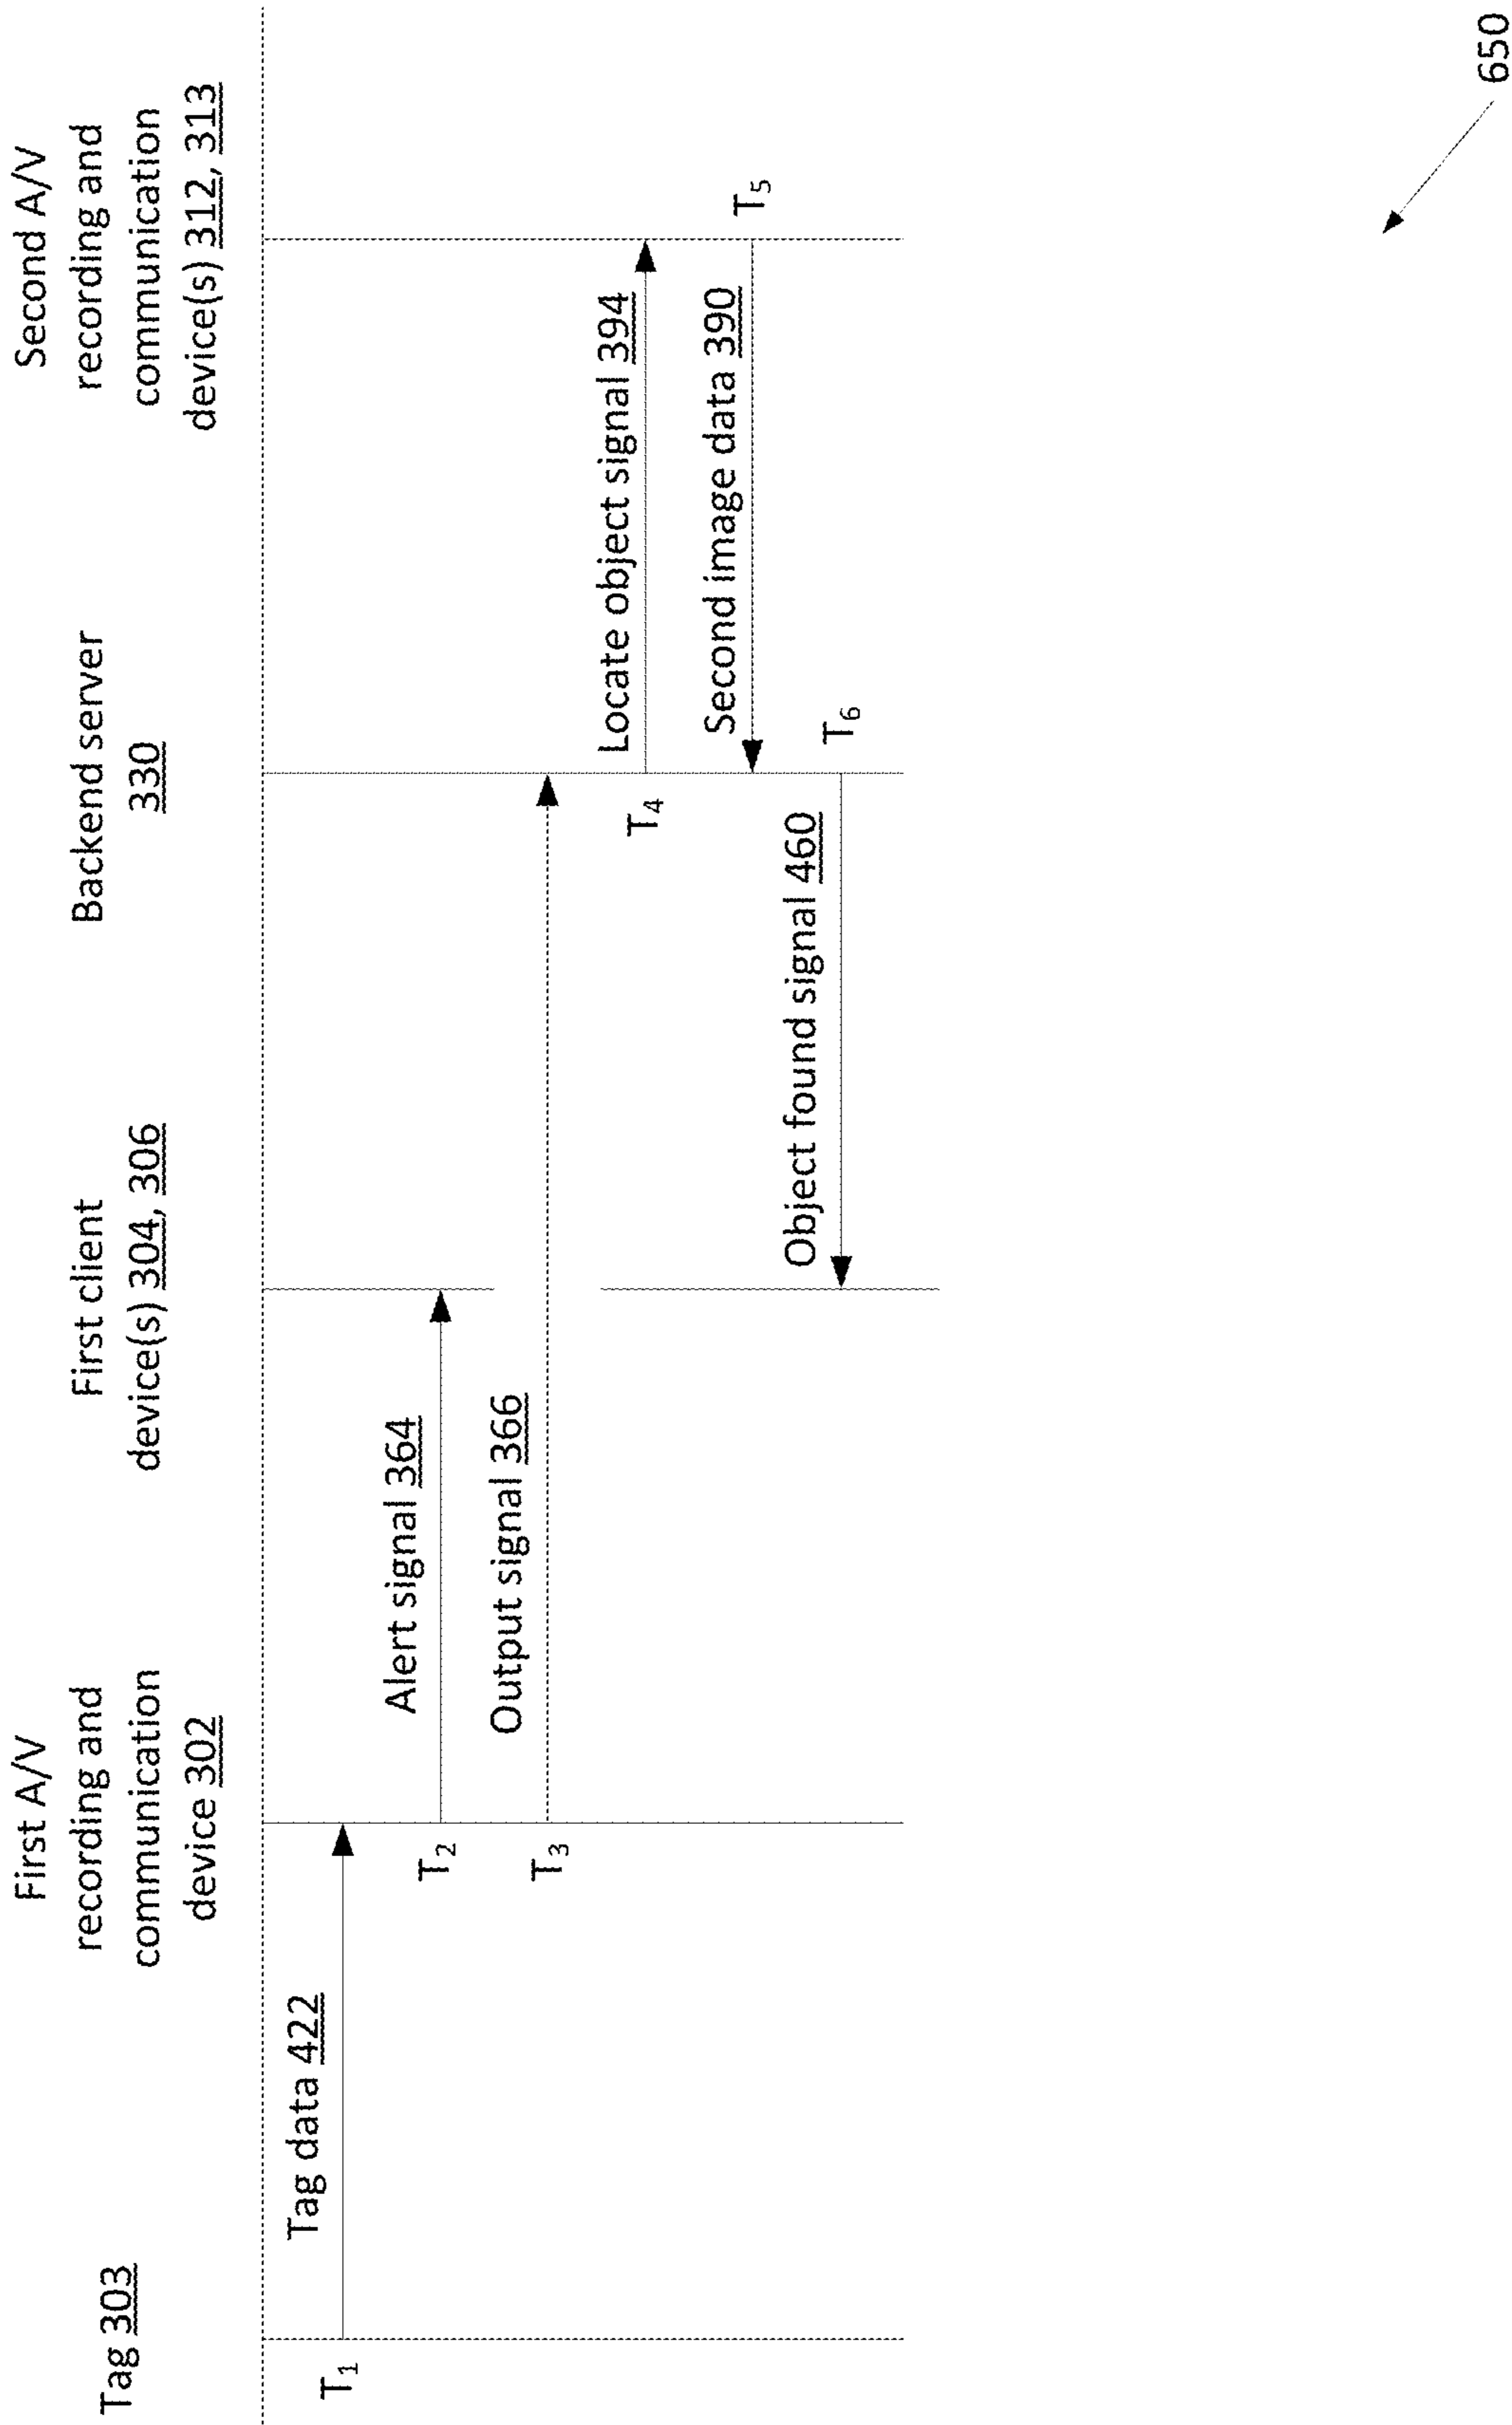 Tag 303
First A/V
recording and
communication
device 302
First client
device(s) 304, 306
Backend server
330
Second A/V
recording and
communication
device(s) 312, 313
T1
Tag data 422
T2
Alert signal 364
T3
Output signal 366
T4
Locate object signal 394
Second image data 390
T5
Object found signal 460
T6
650